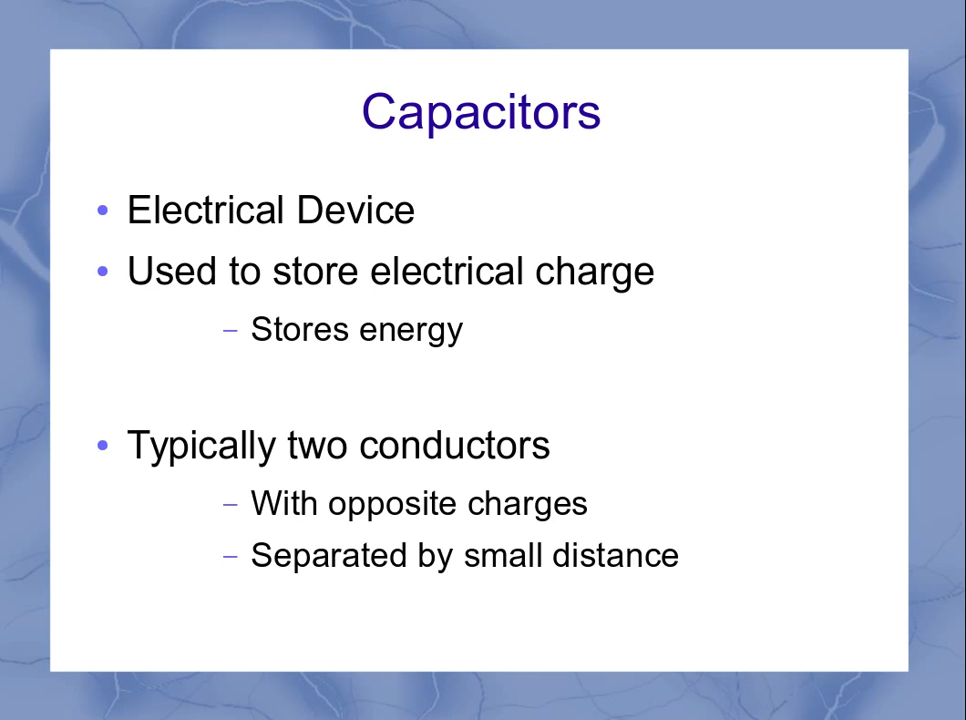 Capacitors
• Electrical Device
• Used to store electrical charge
– Stores energy
• Typically two conductors
– With opposite charges
– Separated by small distance